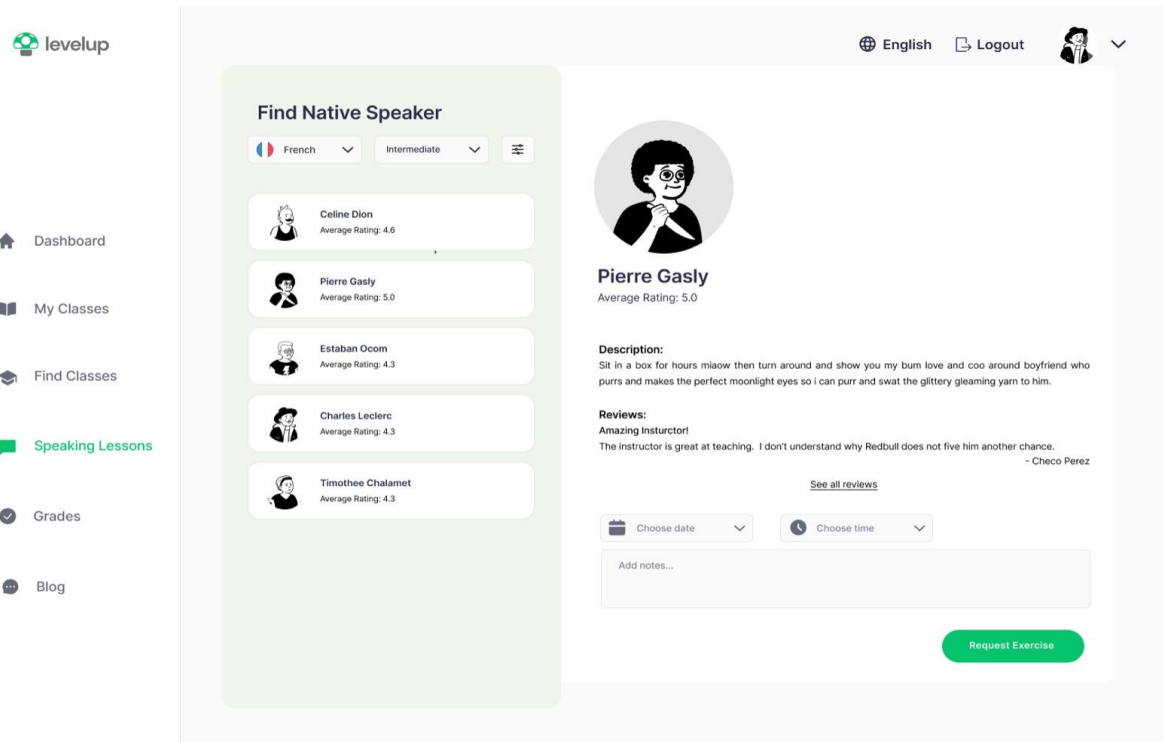 levelup
English
Logout
Dashboard
My Classes
Find Classes
Speaking Lessons
Grades
Blog
Find Native Speaker
French
Intermediate
Celine Dion
Average Rating: 4.6
Pierre Gasly
Average Rating: 5.0
Estaban Ocom
Average Rating: 4.3
Charles Leclerc
Average Rating: 4.3
Timothee Chalamet
Average Rating: 4.3
Pierre Gasly
Average Rating: 5.0
Description:
Sit in a box for hours miaow then turn around and show you my bum love and coo around boyfriend who
purrs and makes the perfect moonlight eyes so i can purr and swat the glittery gleaming yarn to him.
Reviews:
Amazing Insturctor!
The instructor is great at teaching. I don't understand why Redbull does not five him another chance.
- Checo Perez
See all reviews
Choose date
Choose time
Add notes...
Request Exercise